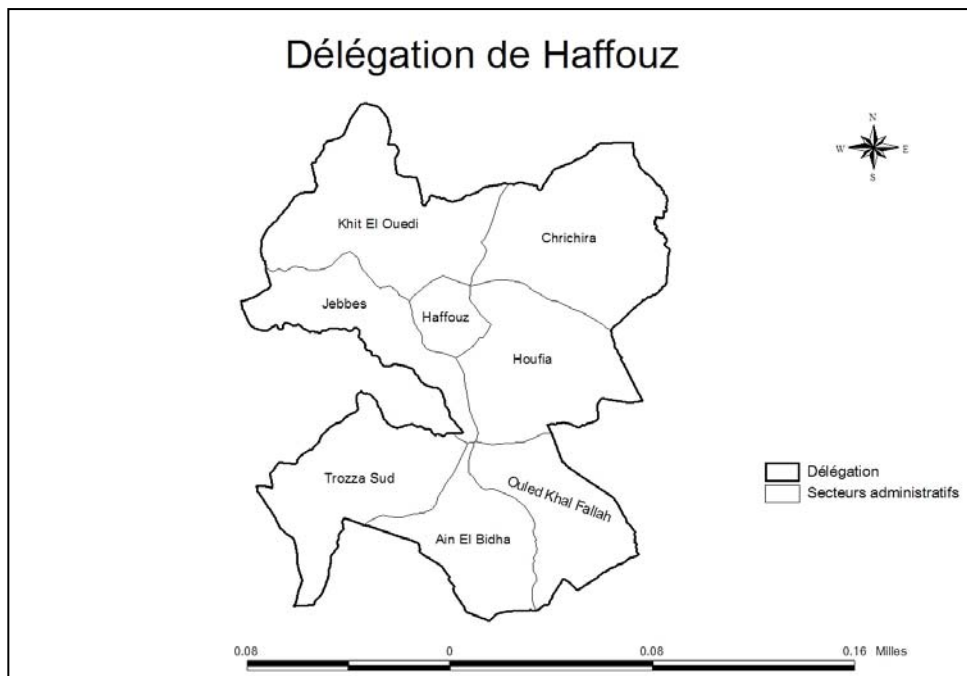 Délégation de Haffouz
N
W E
S
Khit El Ouedi
Chrichira
Jebbes
Haffouz
Houfia
Trozza Sud
Ouled Khal Fallah
Ain El Bidha
Délégation
Secteurs administratifs
0.08 0 0.08 0.16 Milles